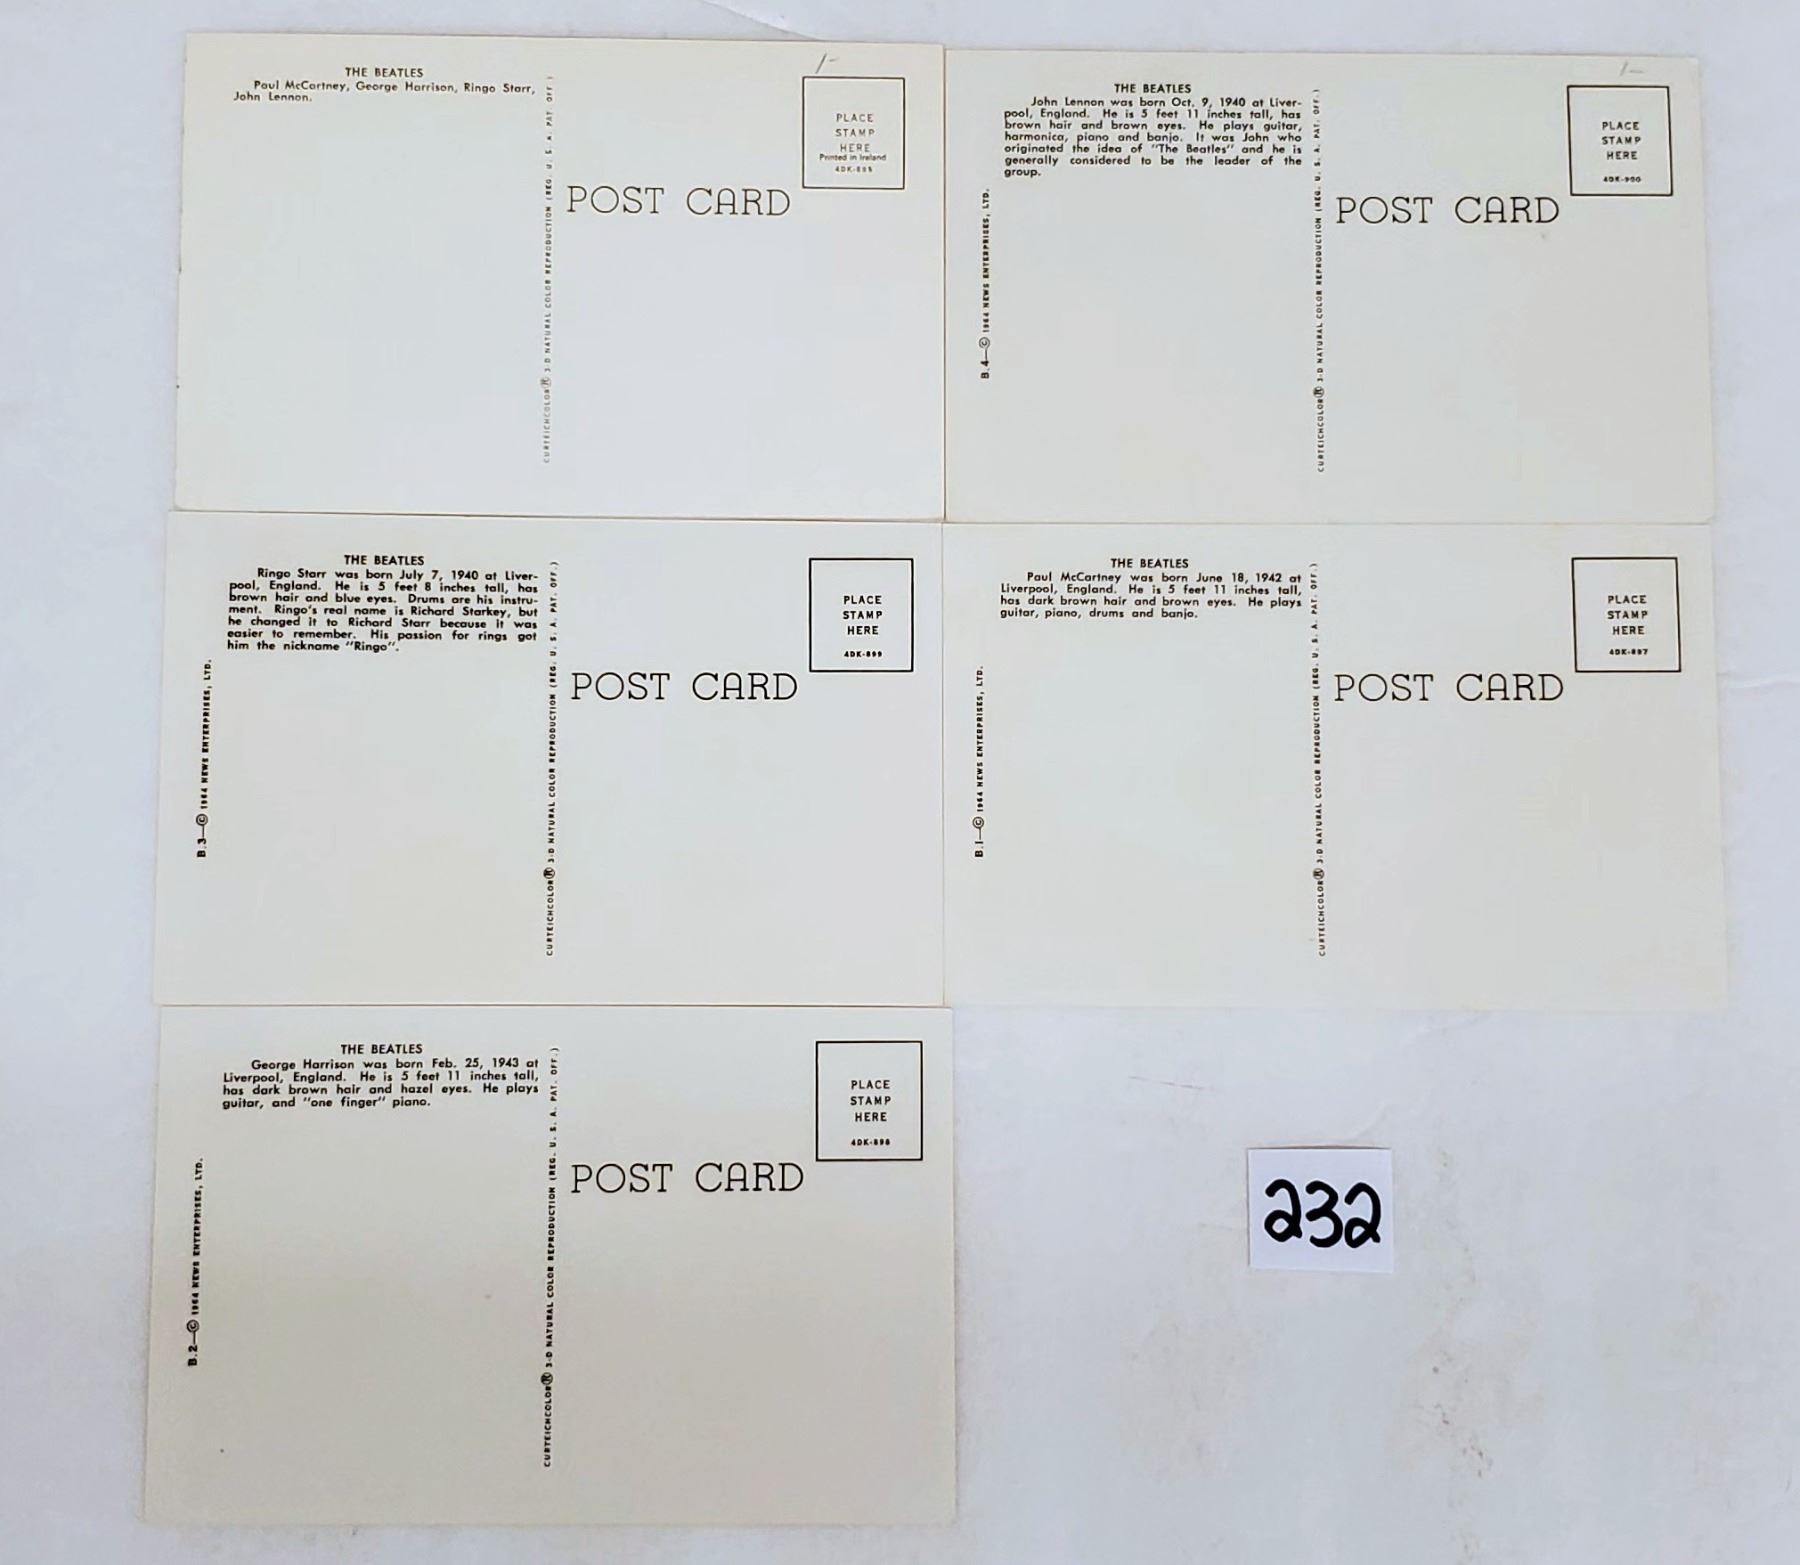 1-
THE BEATLES
Paul McCartney, George Harrison, Ringo Starr,
John Lennon.
PLACE
STAMP
HERE
Printed in Ireland
4DK-895
POST CARD
CURTEICHCOLOR® 3-D NATURAL COLOR REPRODUCTION (REG. U. S. A. PAT. OFF.)
1-
THE BEATLES
John Lennon was born Oct. 9, 1940 at Liver-
pool, England. He is 5 feet 11 inches tall, has
brown hair and brown eyes. He plays guitar,
harmonica, piano and banjo. It was John who
originated the idea of "The Beatles" and he is
generally considered to be the leader of the
group.
PLACE
STAMP
HERE
4DK-900
POST CARD
B.4—© 1964 NEWS ENTERPRISES, LTD.
CURTEICHCOLOR® 3-D NATURAL COLOR REPRODUCTION (REG. U. S. A. PAT. OFF.)
THE BEATLES
Ringo Starr was born July 7, 1940 at Liver-
pool, England. He is 5 feet 8 inches tall, has
brown hair and blue eyes. Drums are his instru-
ment. Ringo's real name is Richard Starkey, but
he changed it to Richard Starr because it was
easier to remember. His passion for rings got
him the nickname "Ringo".
PLACE
STAMP
HERE
4DK-899
POST CARD
B.3—© 1964 NEWS ENTERPRISES, LTD.
CURTEICHCOLOR® 3-D NATURAL COLOR REPRODUCTION (REG. U. S. A. PAT. OFF.)
THE BEATLES
Paul McCartney was born June 18, 1942 at
Liverpool, England. He is 5 feet 11 inches tall,
has dark brown hair and brown eyes. He plays
guitar, piano, drums and banjo.
PLACE
STAMP
HERE
4DK-897
POST CARD
B.1—© 1964 NEWS ENTERPRISES, LTD.
CURTEICHCOLOR® 3-D NATURAL COLOR REPRODUCTION (REG. U. S. A. PAT. OFF.)
THE BEATLES
George Harrison was born Feb. 25, 1943 at
Liverpool, England. He is 5 feet 11 inches tall,
has dark brown hair and hazel eyes. He plays
guitar, and "one finger" piano.
PLACE
STAMP
HERE
4DK-898
POST CARD
B.2—© 1964 NEWS ENTERPRISES, LTD.
CURTEICHCOLOR® 3-D NATURAL COLOR REPRODUCTION (REG. U. S. A. PAT. OFF.)
232